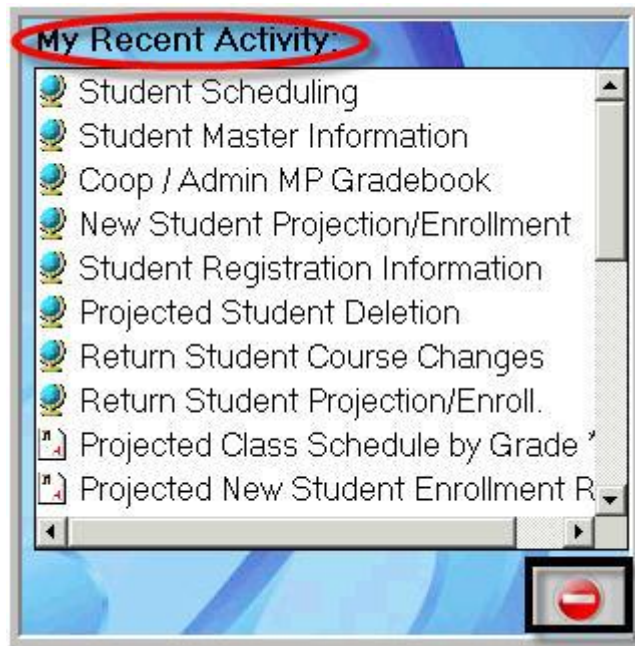 My Recent Activity:
Student Scheduling
Student Master Information
Coop / Admin MP Gradebook
New Student Projection/Enrollment
Student Registration Information
Projected Student Deletion
Return Student Course Changes
Return Student Projection/Enroll.
Projected Class Schedule by Grade *
Projected New Student Enrollment R